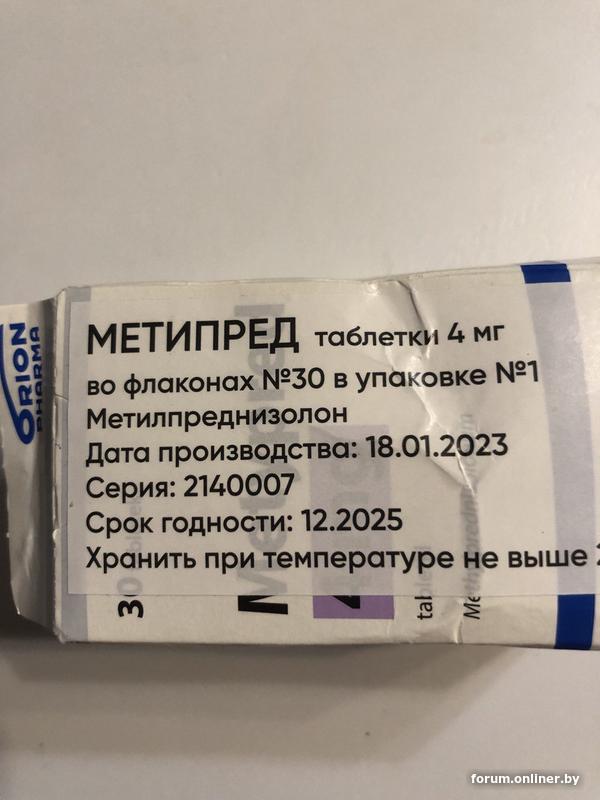 ORION
PHARMA
МЕТИПРЕД таблетки 4 мг
во флаконах №30 в упаковке №1
Метилпреднизолон
Дата производства: 18.01.2023
Серия: 2140007
Срок годности: 12.2025
Хранить при температуре не выше
30
forum.onliner.by